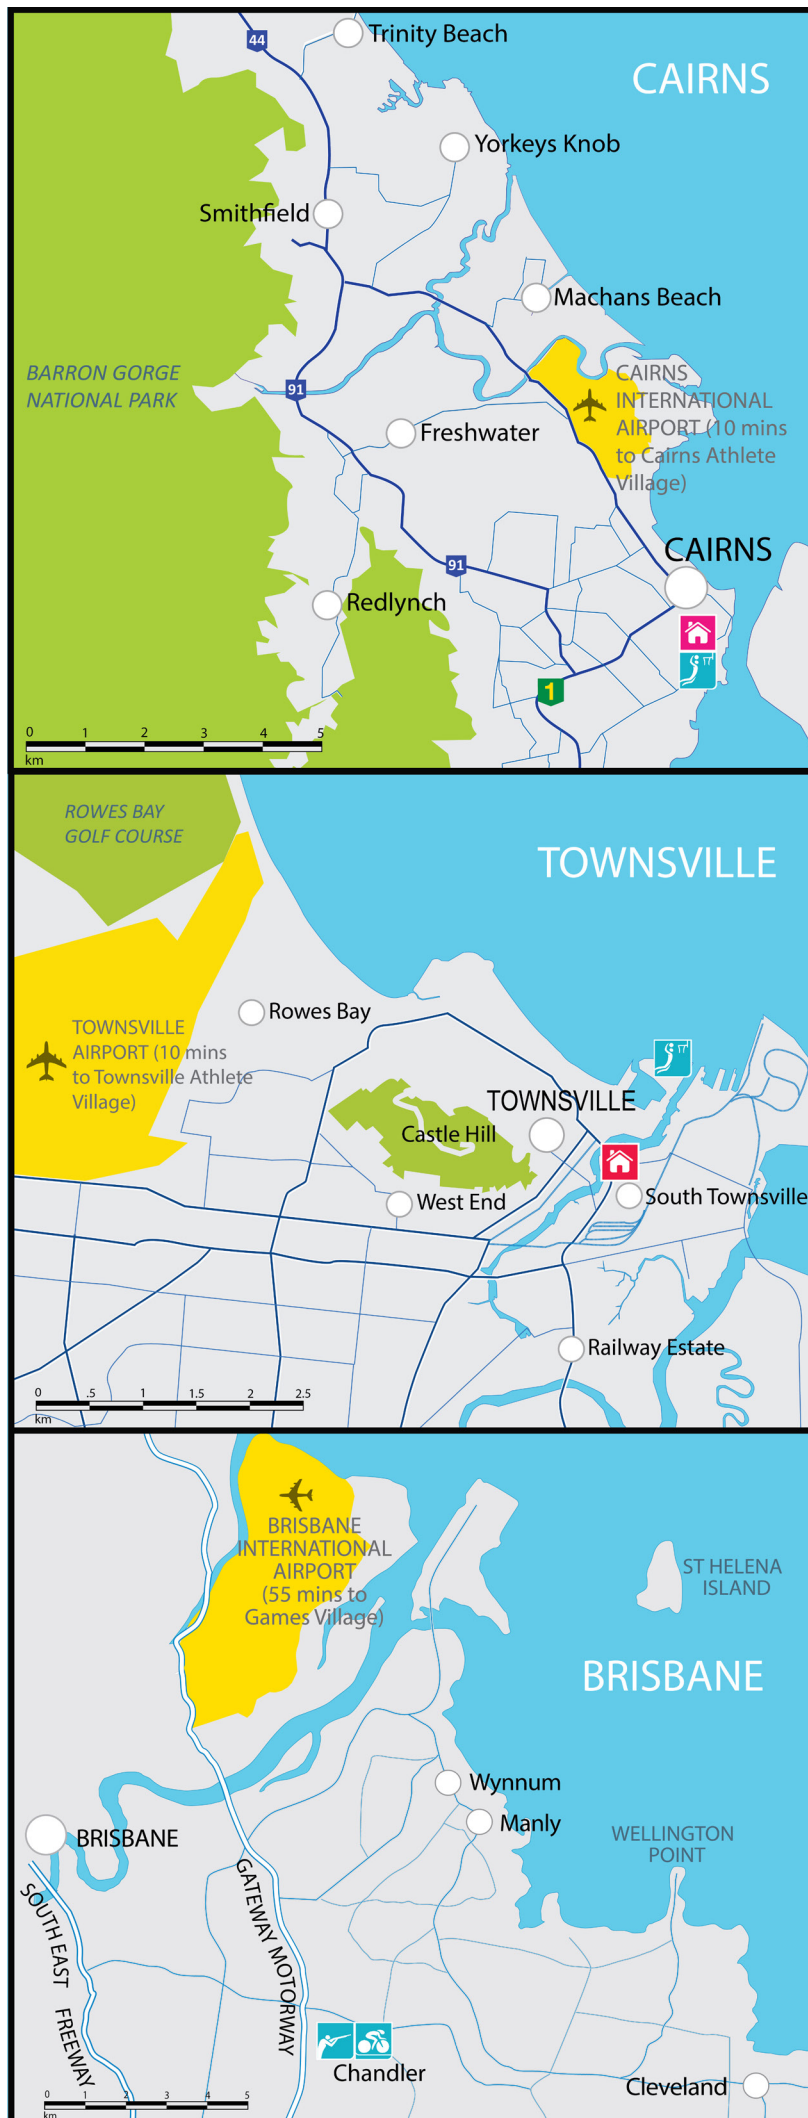 44
Trinity Beach
CAIRNS
Yorkeys Knob
Smithfield
Machans Beach
BARRON GORGE
NATIONAL PARK
91
CAIRNS
INTERNATIONAL
AIRPORT (10 mins
to Cairns Athlete
Village)
Freshwater
CAIRNS
91
Redlynch
1
0 1 2 3 4 5
km
ROWES BAY
GOLF COURSE
TOWNSVILLE
Rowes Bay
TOWNSVILLE
AIRPORT (10 mins
to Townsville Athlete
Village)
TOWNSVILLE
Castle Hill
West End
South Townsville
Railway Estate
0 .5 1 1.5 2 2.5
km
BRISBANE
INTERNATIONAL
AIRPORT
(55 mins to
Games Village)
ST HELENA
ISLAND
BRISBANE
Wynnum
Manly
WELLINGTON
POINT
BRISBANE
SOUTH EAST FREEWAY
GATEWAY MOTORWAY
Chandler
Cleveland
0 1 2 3 4 5
km